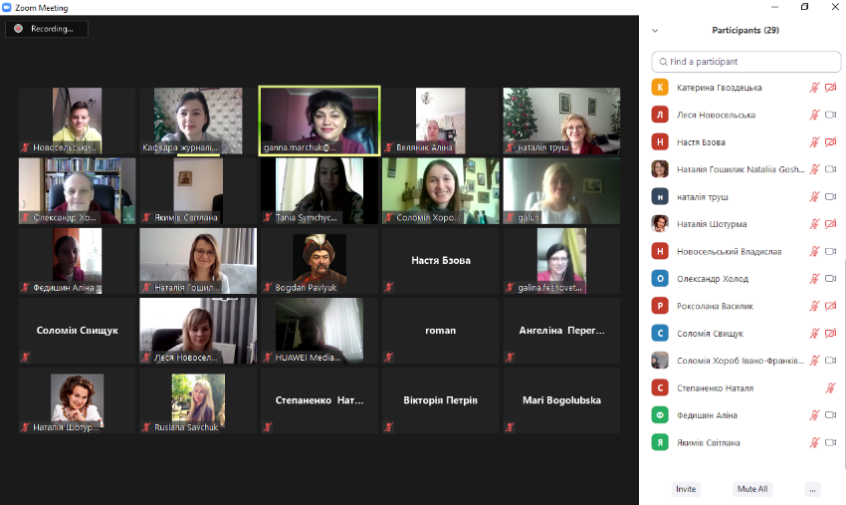 Zoom Meeting
Recording...
Participants (29)
Find a participant
Новосельськи...
Кафедра журналі...
ganna.marchuk@...
Веляник Аліна
наталія труш
Олександр Хо...
Якимів Світлана
Tania Symchyc...
Соломія Хоро...
galun
Федишин Аліна
Наталія Гошил...
Bogdan Pavlyuk
Настя Бзова
galina.feshovet...
Соломія Свищук
Леся Новосел...
HUAWEI Media...
roman
Ангеліна Перег...
Наталія Шотур...
Ruslana Savchuk
Степаненко Нат...
Вікторія Петрів
Mari Bogolubska
К Катерина Гвоздецька
Л Леся Новосельська
Н Настя Бзова
Наталія Гошилик Nataliia Gosh...
н наталія труш
Наталія Шотурма
Н Новосельський Владислав
О Олександр Холод
Р Роксолана Василик
С Соломія Свищук
Соломія Хороб Івано-Франків...
С Степаненко Наталя
Ф Федишин Аліна
Я Якимів Світлана
Invite
Mute All
...